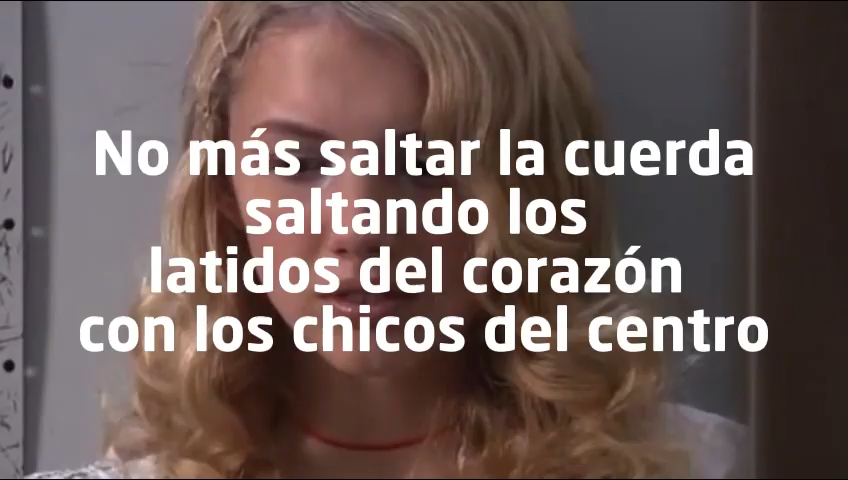 No más saltar la cuerda
saltando los
latidos del corazón
con los chicos del centro